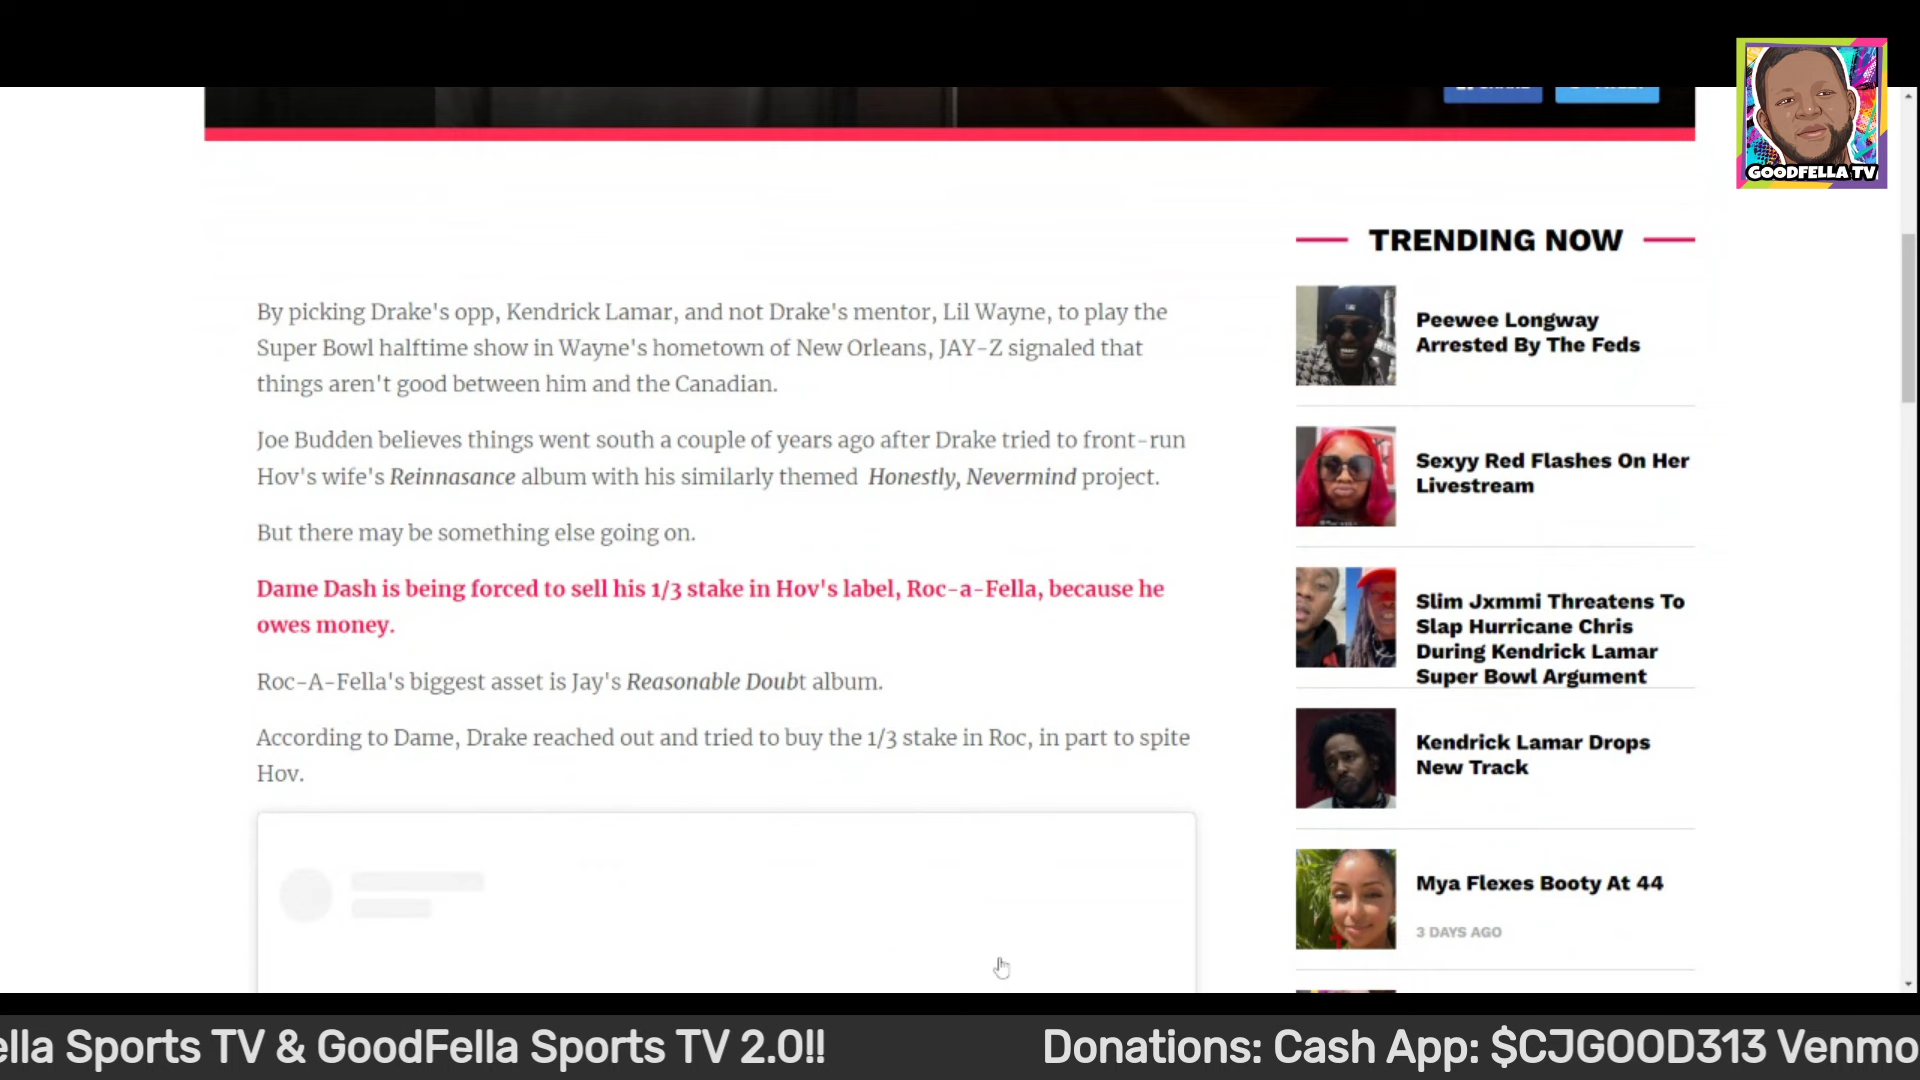 GOODFELLA TV
TRENDING NOW
By picking Drake's opp, Kendrick Lamar, and not Drake's mentor, Lil Wayne, to play the
Super Bowl halftime show in Wayne's hometown of New Orleans, JAY-Z signaled that
things aren't good between him and the Canadian.
Joe Budden believes things went south a couple of years ago after Drake tried to front-run
Hov's wife's Reinnasance album with his similarly themed Honestly, Nevermind project.
But there may be something else going on.
Dame Dash is being forced to sell his 1/3 stake in Hov's label, Roc-a-Fella, because he
owes money.
Roc-A-Fella's biggest asset is Jay's Reasonable Doubt album.
According to Dame, Drake reached out and tried to buy the 1/3 stake in Roc, in part to spite
Hov.
Peewee Longway
Arrested By The Feds
Sexyy Red Flashes On Her
Livestream
Slim Jxmmi Threatens To
Slap Hurricane Chris
During Kendrick Lamar
Super Bowl Argument
Kendrick Lamar Drops
New Track
Mya Flexes Booty At 44
3 DAYS AGO
ella Sports TV & GoodFella Sports TV 2.0!! Donations: Cash App: $CJGOOD313 Venmo